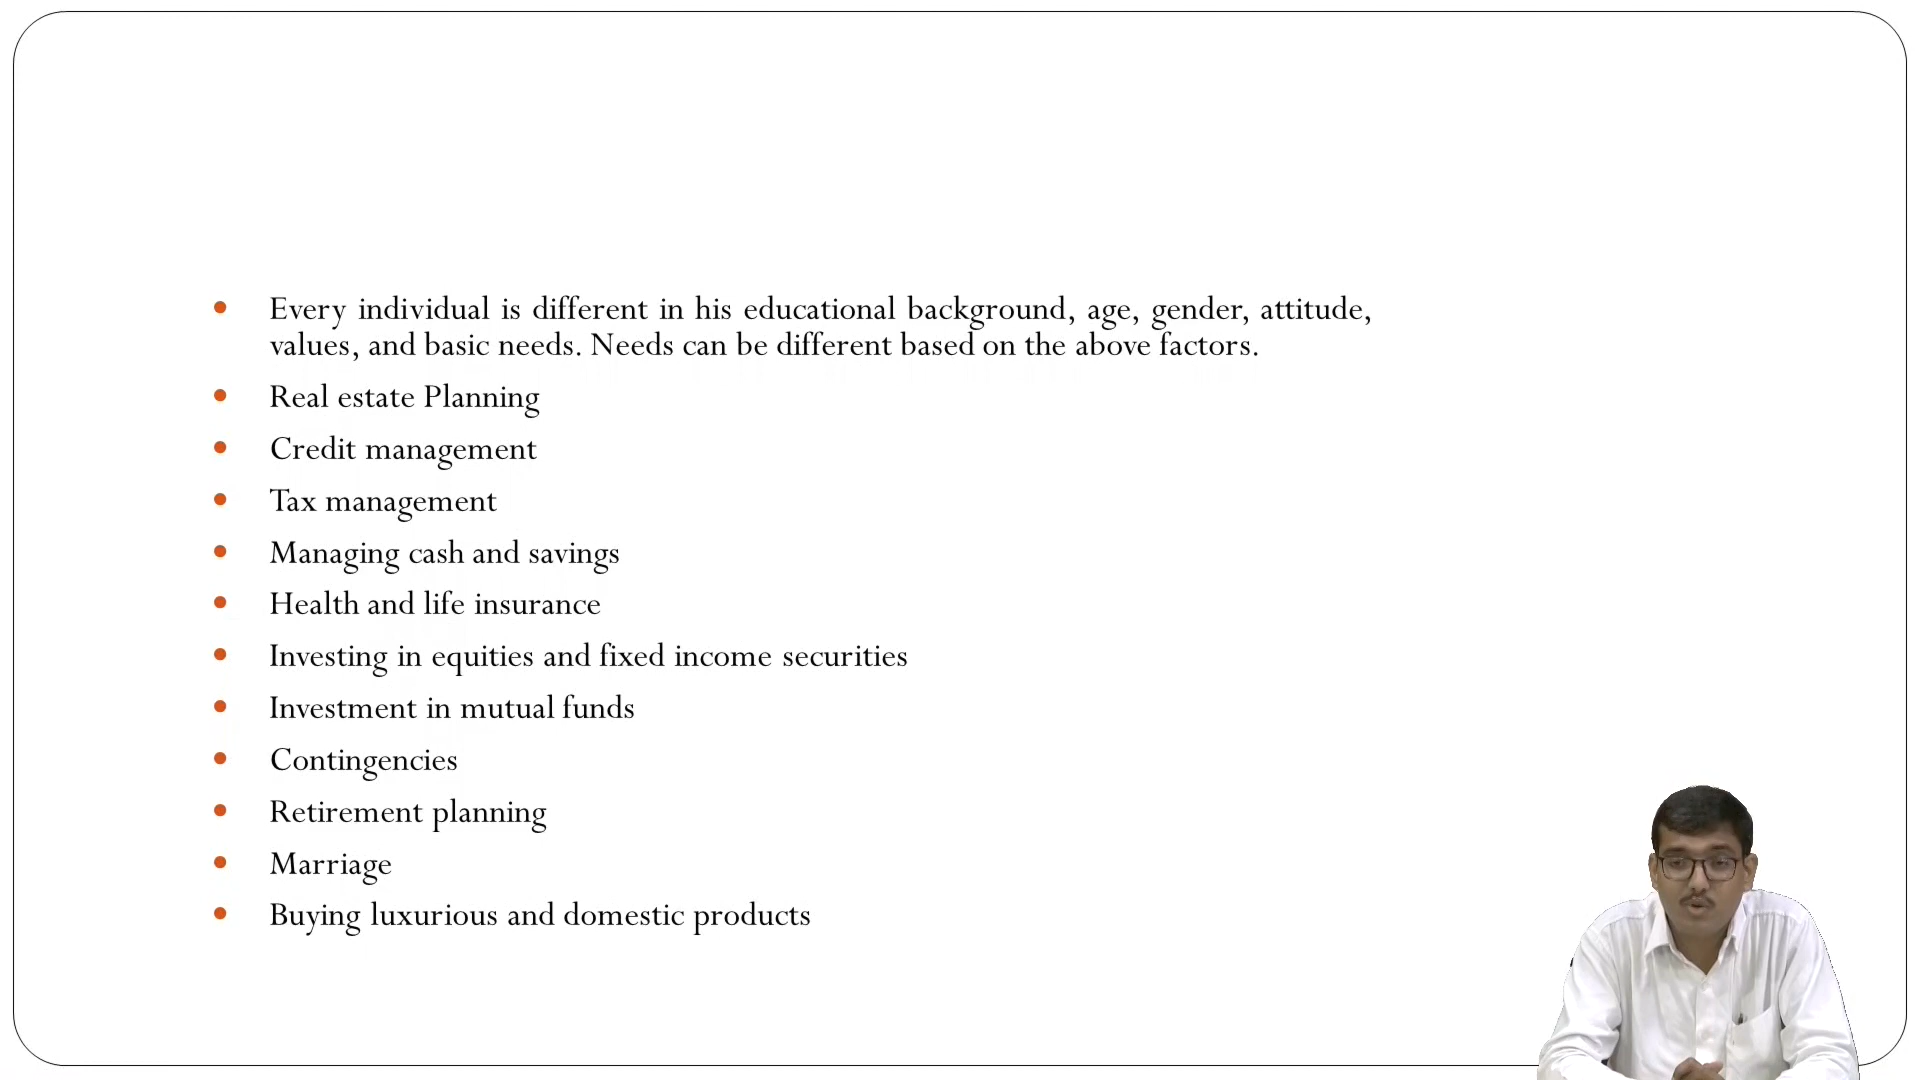 Every individual is different in his educational background, age, gender, attitude,
values, and basic needs. Needs can be different based on the above factors.
Real estate Planning
Credit management
Tax management
Managing cash and savings
Health and life insurance
Investing in equities and fixed income securities
Investment in mutual funds
Contingencies
Retirement planning
Marriage
Buying luxurious and domestic products